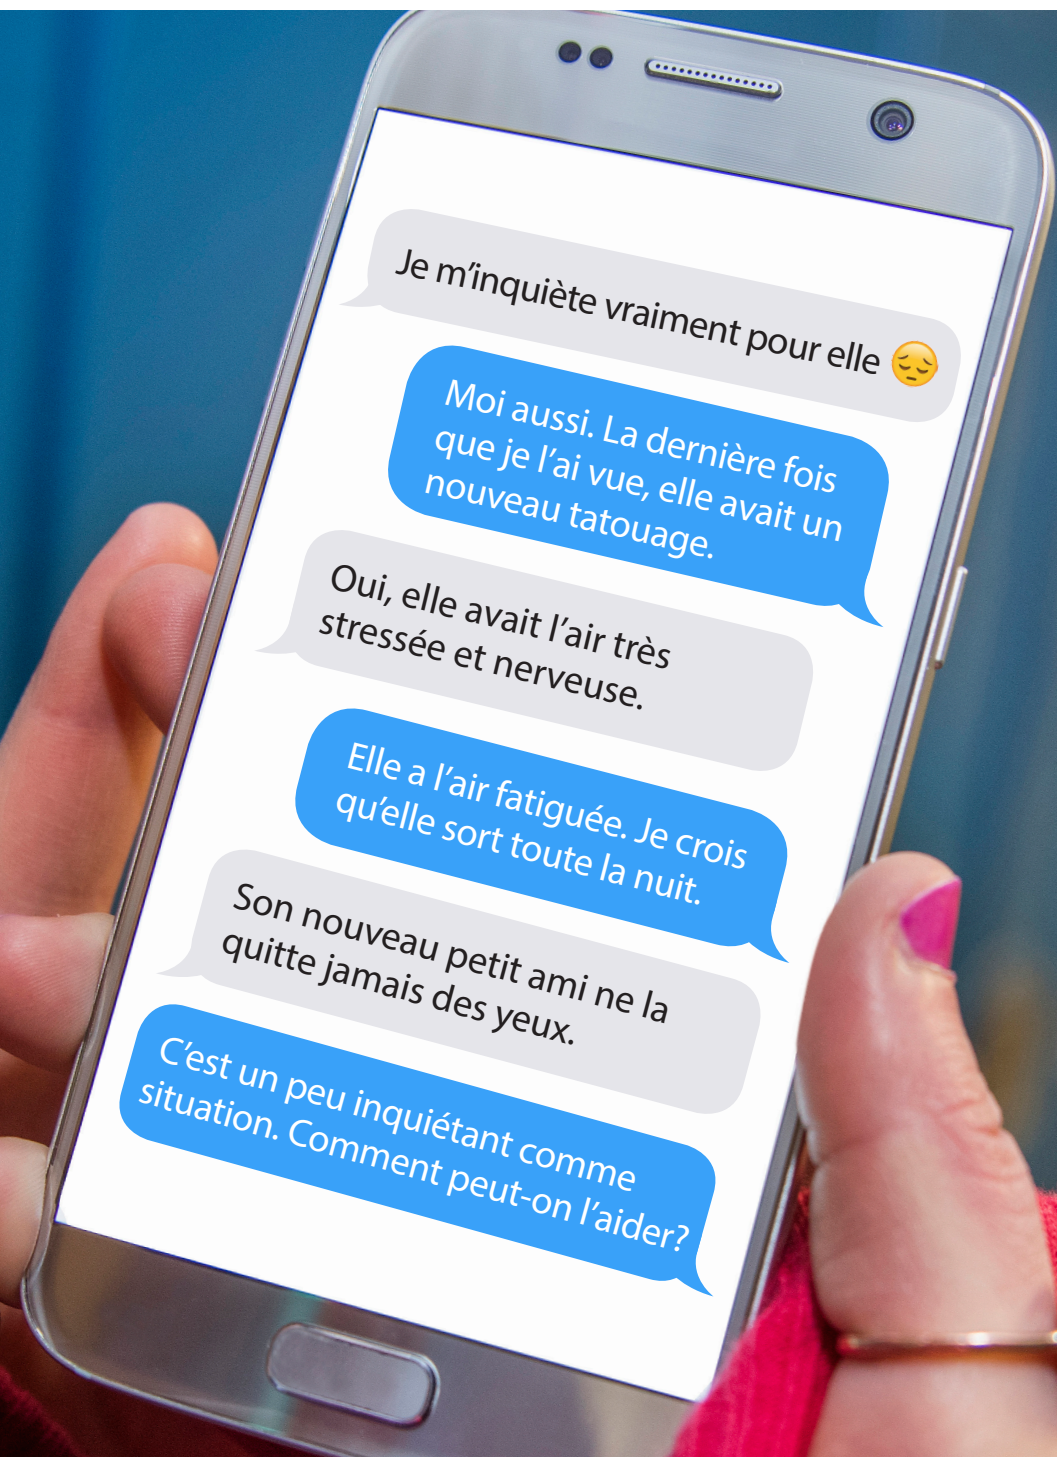 Je m'inquiète vraiment pour elle 😔
Moi aussi. La dernière fois
que je l'ai vue, elle avait un
nouveau tatouage.
Oui, elle avait l'air très
stressée et nerveuse.
Elle a l'air fatiguée. Je crois
qu'elle sort toute la nuit.
Son nouveau petit ami ne la
quitte jamais des yeux.
C'est un peu inquiétant comme
situation. Comment peut-on l'aider?